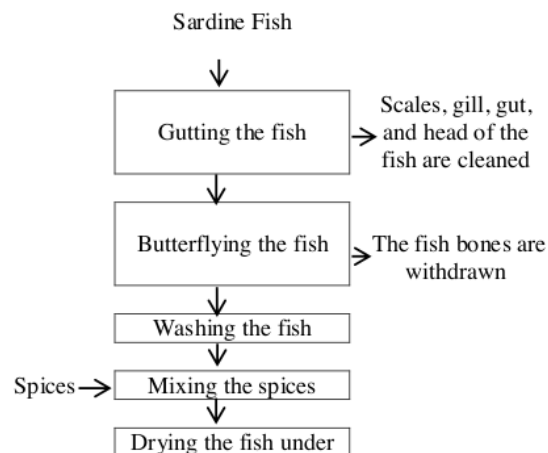 Sardine Fish
Gutting the fish
Scales, gill, gut,
and head of the
fish are cleaned
Butterflying the fish
The fish bones are
withdrawn
Washing the fish
Spices
Mixing the spices
Drying the fish under